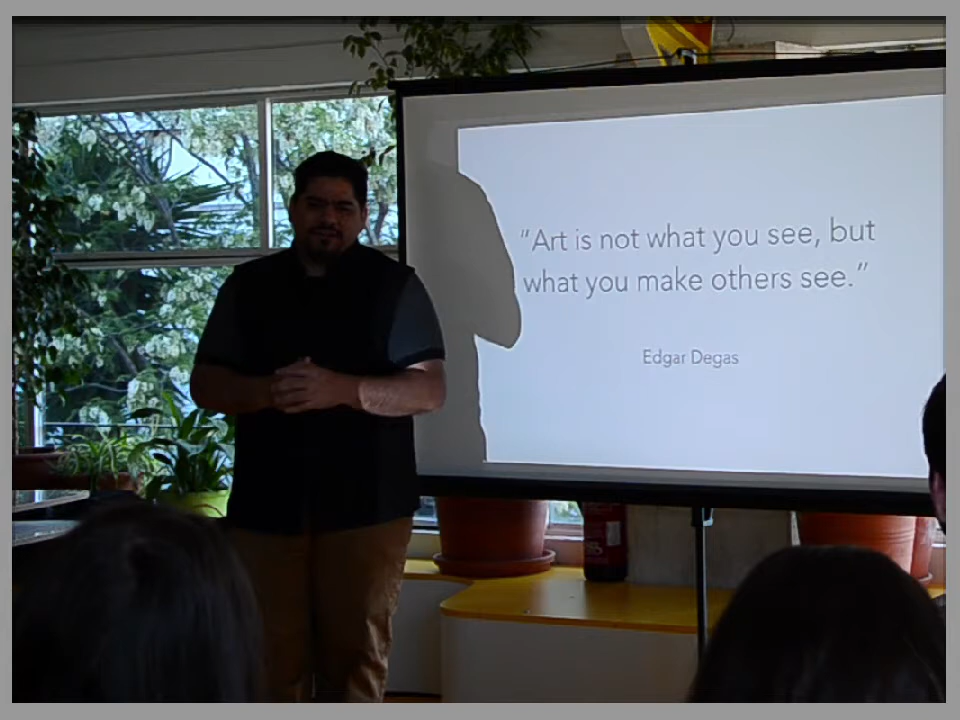 "Art is not what you see, but
what you make others see."
Edgar Degas